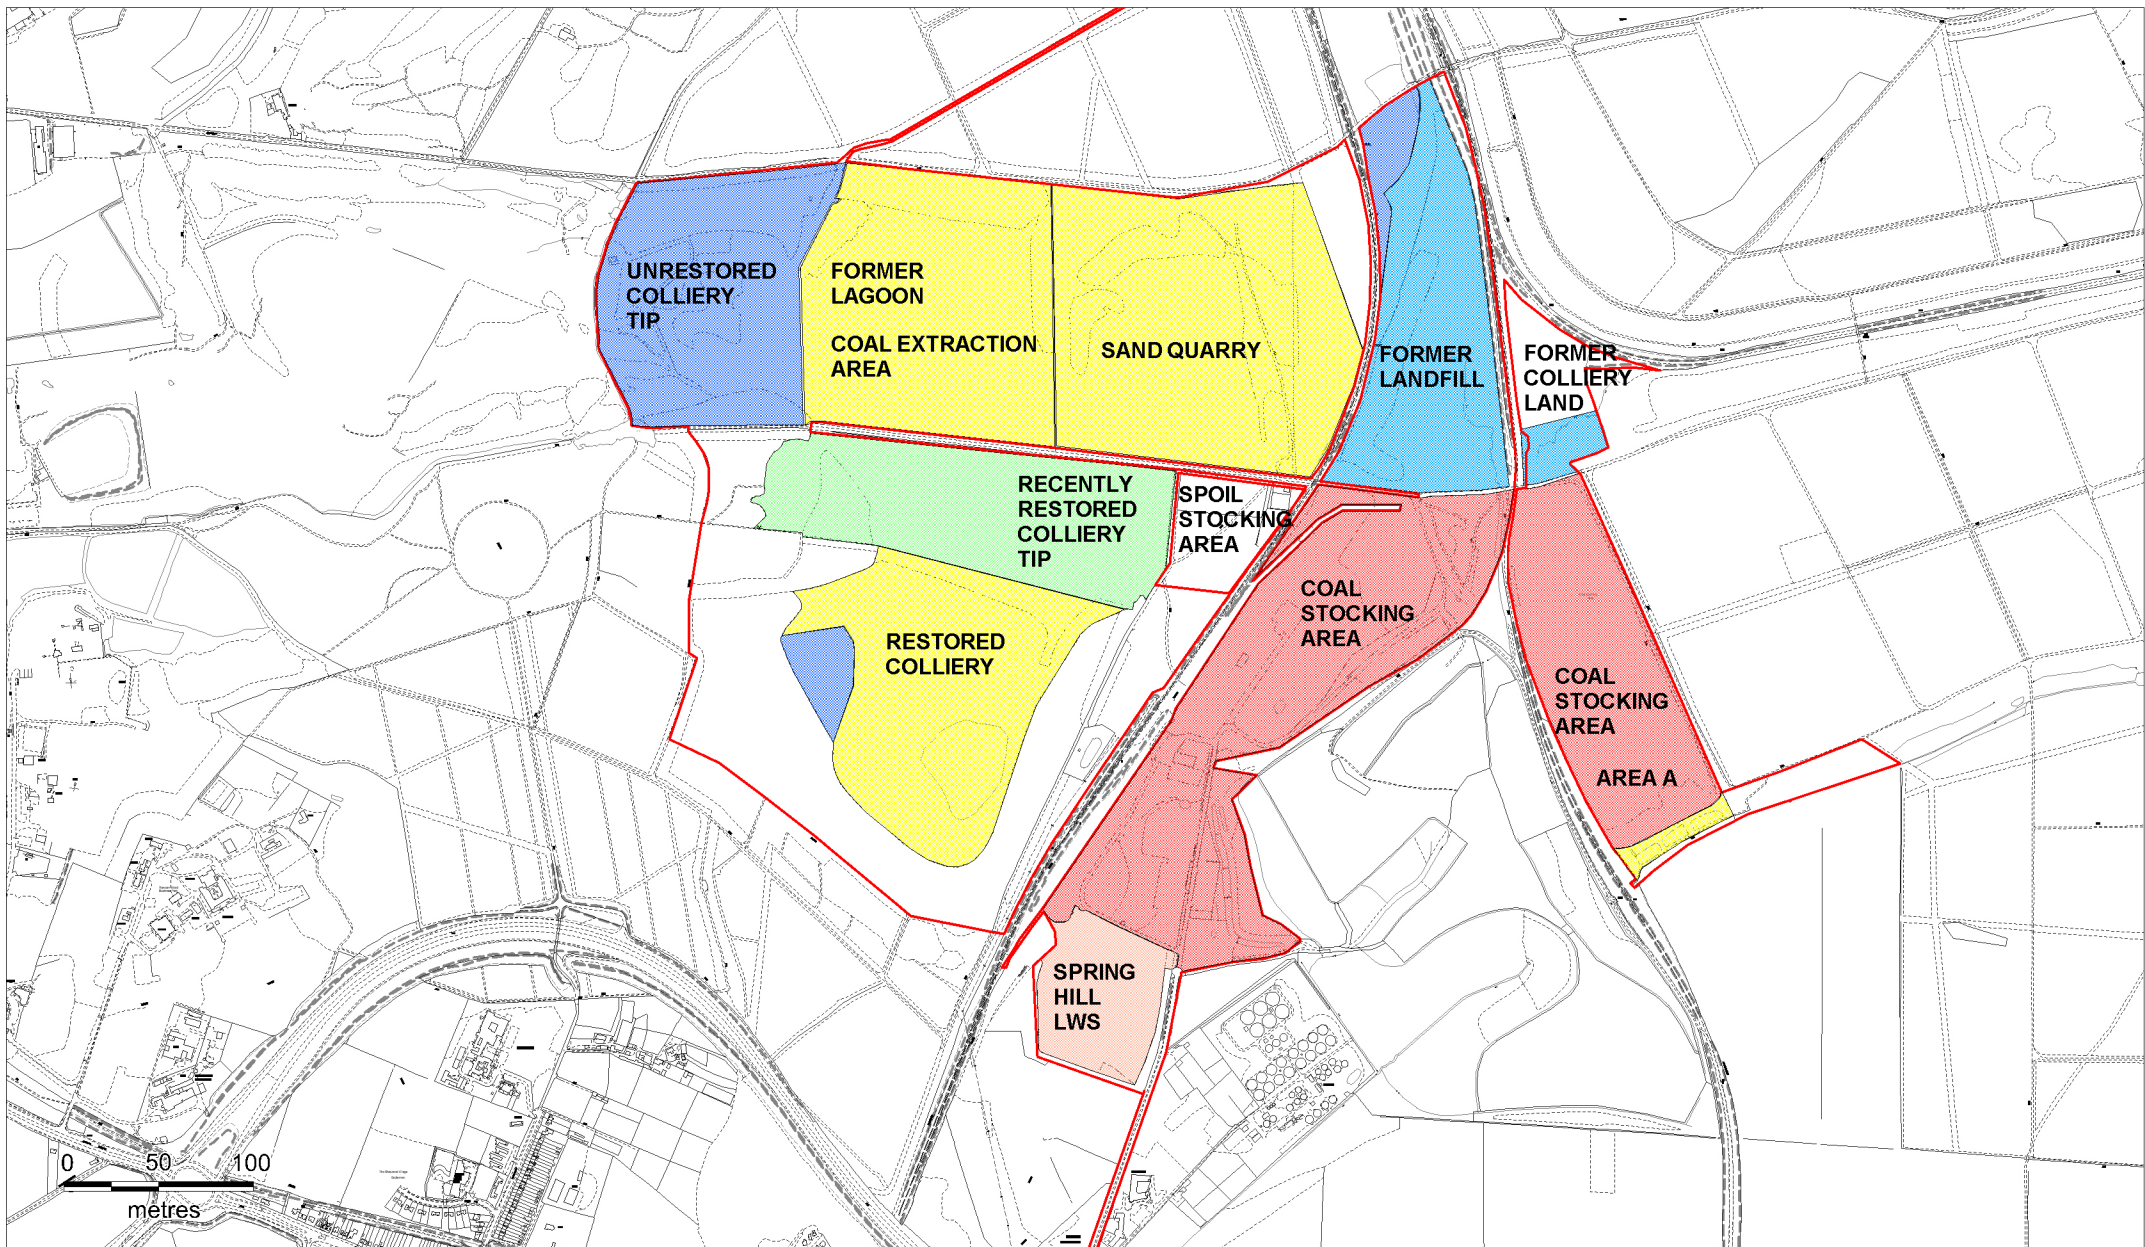 UNRESTORED
COLLIERY
TIP
FORMER
LAGOON
COAL EXTRACTION
AREA
SAND QUARRY
FORMER
LANDFILL
FORMER
COLLIERY
LAND
RECENTLY
RESTORED
COLLIERY
TIP
SPOIL
STOCKING
AREA
COAL
STOCKING
AREA
RESTORED
COLLIERY
COAL
STOCKING
AREA
AREA A
SPRING
HILL
LWS
0 50 100
metres